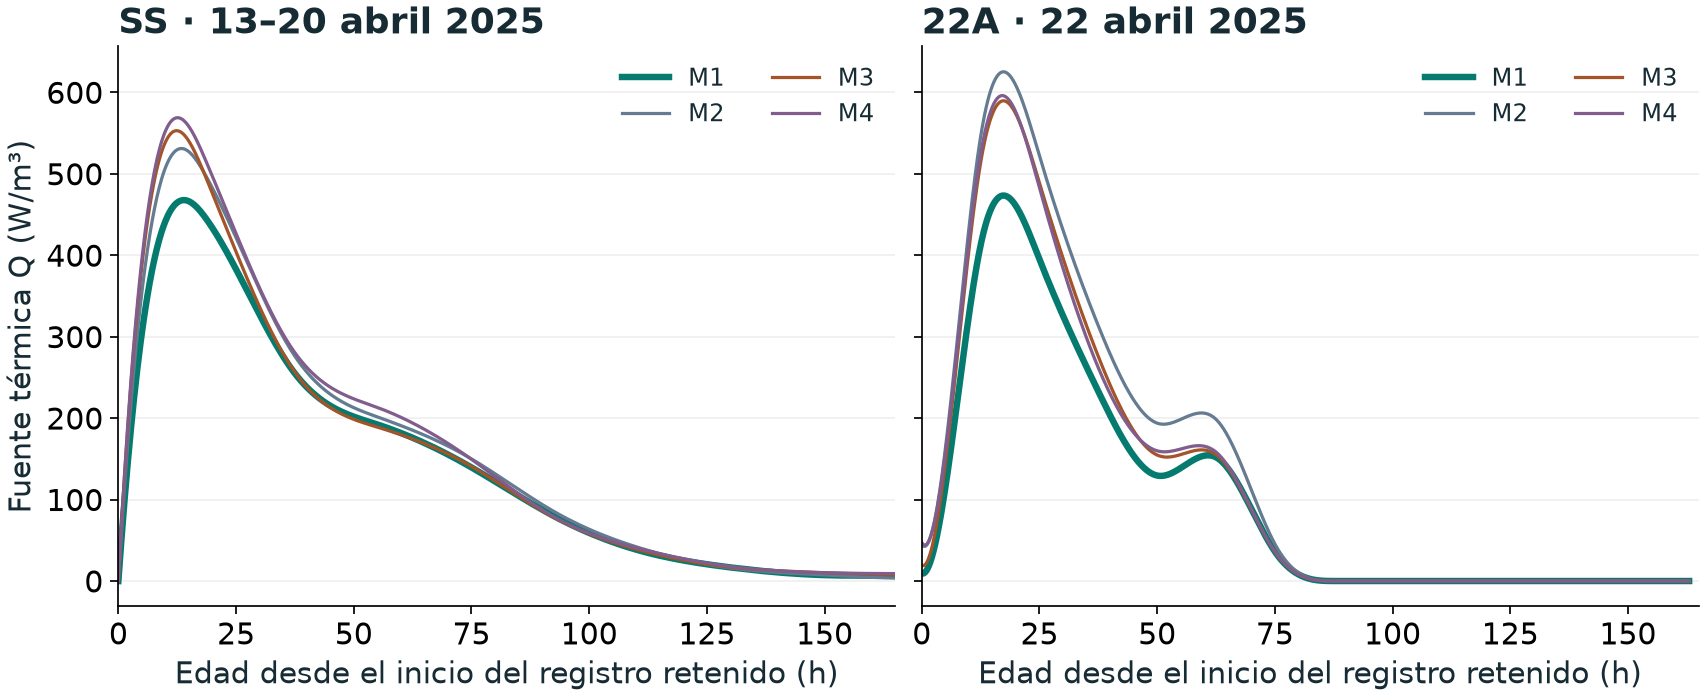 SS · 13–20 abril 2025
22A · 22 abril 2025
M1
M2
M3
M4
M1
M2
M3
M4
Fuente térmica Q (W/m³)
600
500
400
300
200
100
0
0 25 50 75 100 125 150
0 25 50 75 100 125 150
Edad desde el inicio del registro retenido (h)
Edad desde el inicio del registro retenido (h)